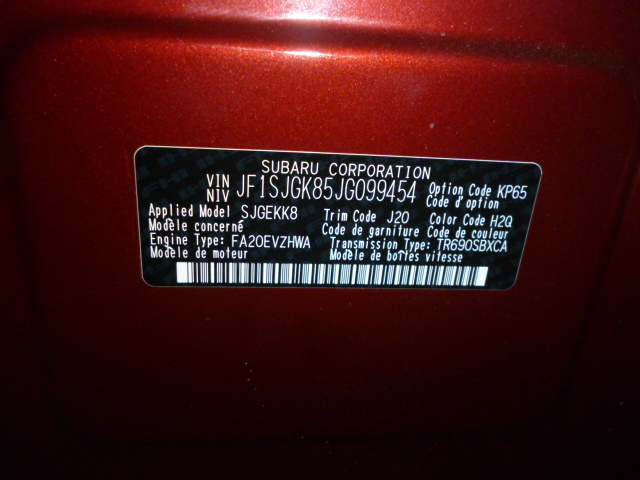 SUBARU CORPORATION
VIN NIV JF1SJGK85JG099454 Option Code KP65
Code d'option
Applied Model SJGEKK8 Trim Code J20 Color Code H2Q
Modèle concerné Code de garniture Code de couleur
Engine Type: FA20EVZHWA Transmission Type: TR690SBXCA
Modèle de moteur Modèle de boîtes vitesse